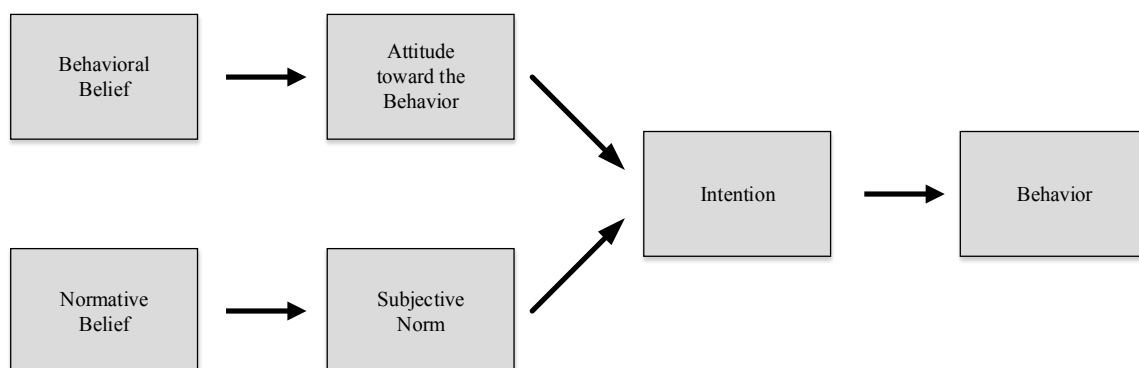 Behavioral
Belief
Attitude
toward the
Behavior
Intention
Behavior
Normative
Belief
Subjective
Norm